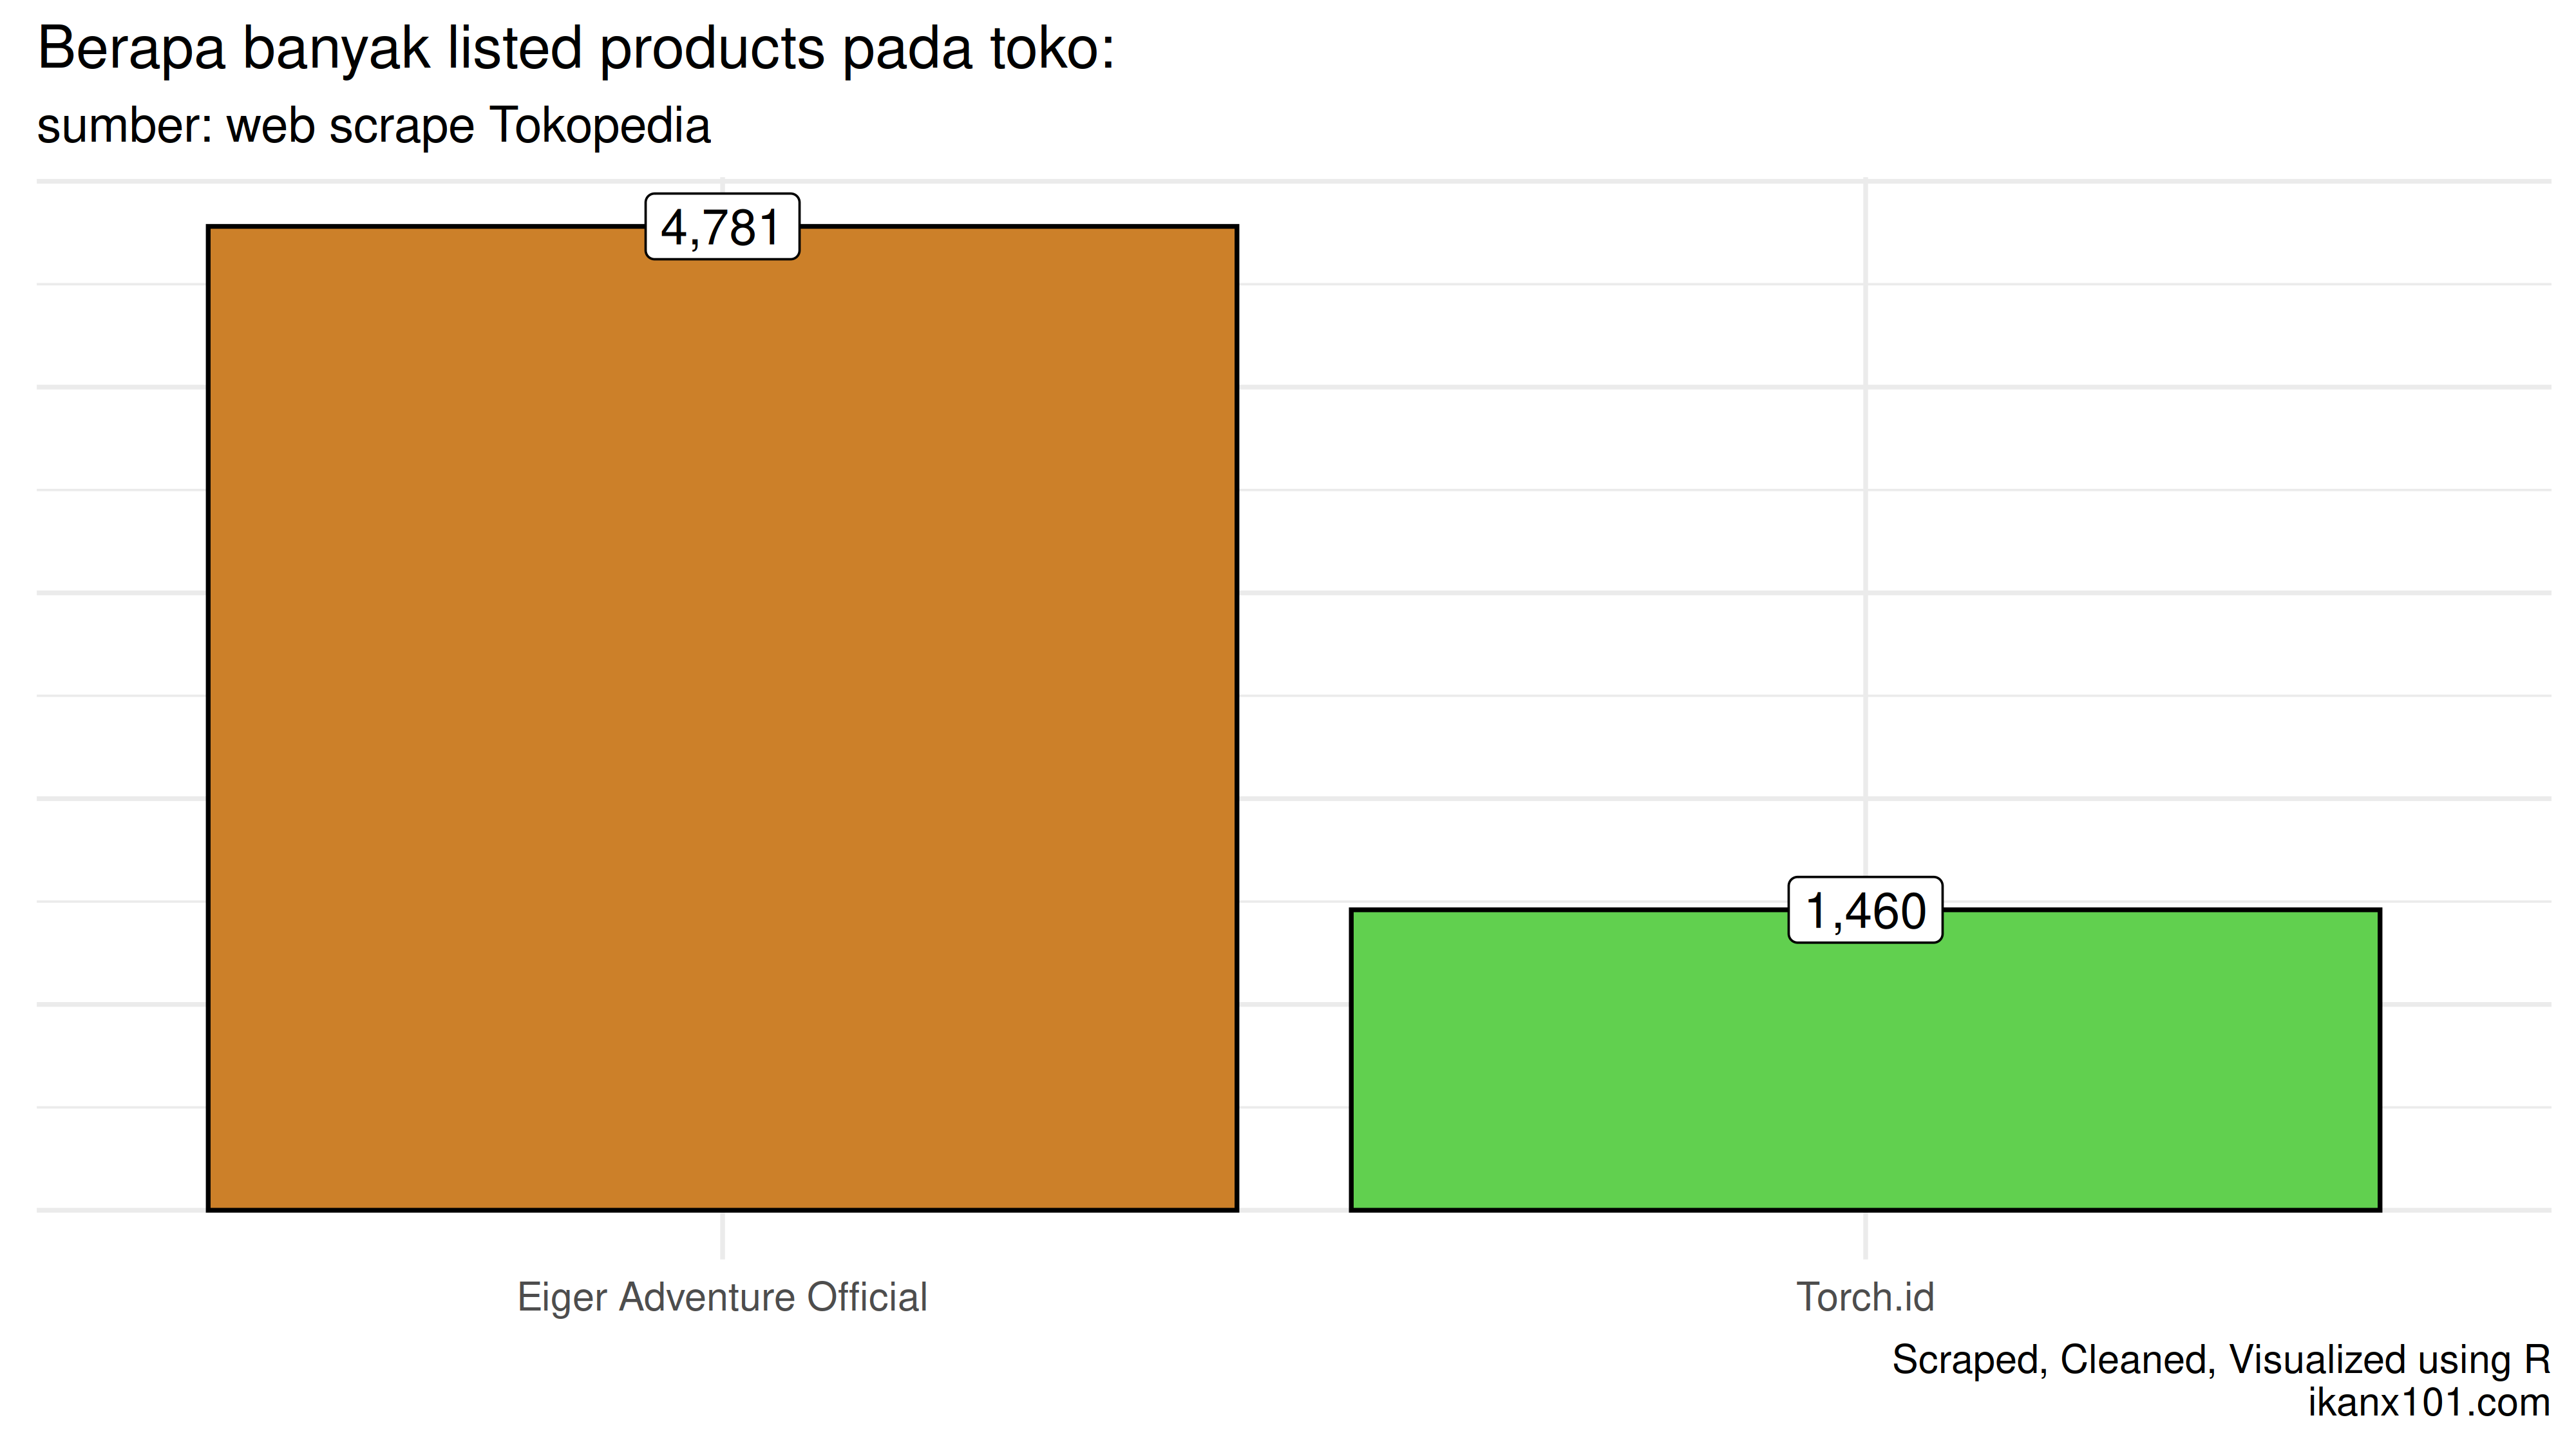 Berapa banyak listed products pada toko:
sumber: web scrape Tokopedia
4,781
1,460
Eiger Adventure Official
Torch.id
Scraped, Cleaned, Visualized using R
ikanx101.com